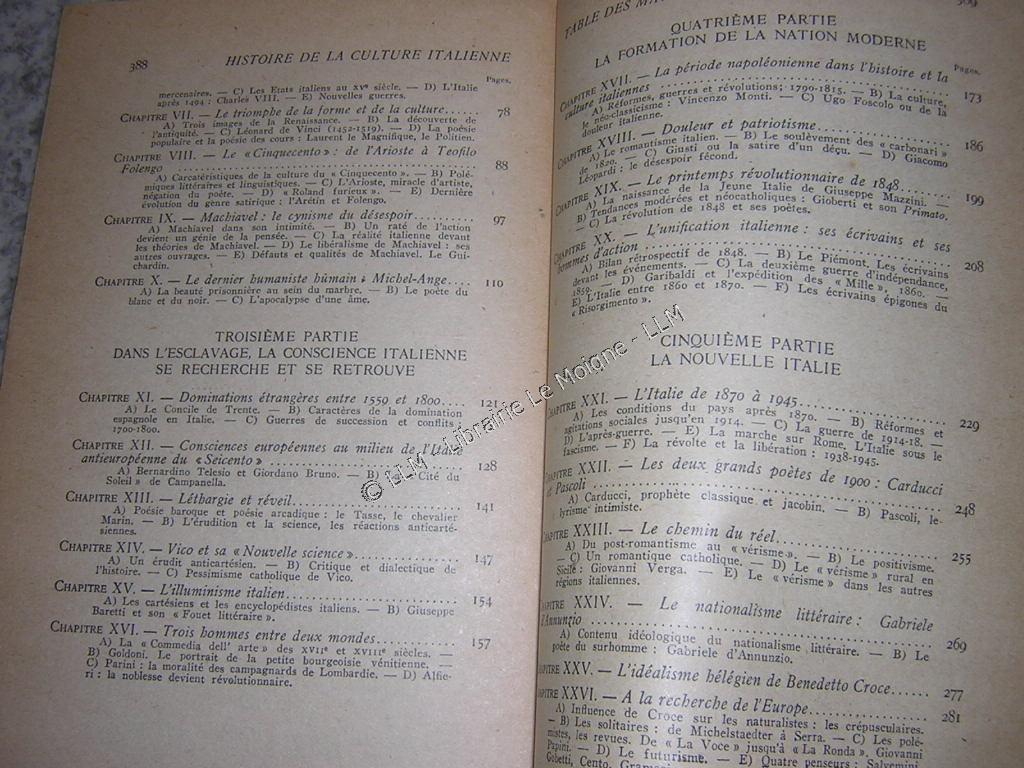 388 HISTOIRE DE LA CULTURE ITALIENNE
Pages.
mercenaires. — C) Les Etats italiens au XVe siècle. — D) L'Italie
après 1494 : Charles VIII. — E) Nouvelles guerres.
CHAPITRE VII. — Le triomphe de la forme et de la culture.... 78
A) Trois images de la Renaissance. — B) La découverte de
l'antiquité. — C) Léonard de Vinci (1452-1519). — D) La poésie
populaire et la poésie des cours : Laurent le Magnifique, le Politien.
CHAPITRE VIII. — Le « Cinquecento » : de l'Arioste à Teofilo
Folengo .......... 88
A) Carcatéristiques de la culture du « Cinquecento ». — B) Polé-
miques littéraires et linguistiques. — C) L'Arioste, miracle d'artiste,
négation du poète. — D) « Roland furieux ». — E) Dernière
évolution du genre satirique : l'Arétin et Folengo.
CHAPITRE IX. — Machiavel : le cynisme du désespoir.......... 97
A) Machiavel dans son intimité. — B) Un raté de l'action
devient un génie de la pensée. — C) La réalité italienne devant
les théories de Machiavel. — D) Le libéralisme de Machiavel : ses
autres ouvrages. — E) Défauts et qualités de Machiavel. Le Gui-
chardin.
CHAPITRE X. — Le dernier humaniste humain : Michel-Ange.... 110
A) La beauté prisonnière au sein du marbre. — B) Le poète du
blanc et du noir. — C) L'apocalypse d'une âme.
TROISIÈME PARTIE
DANS L'ESCLAVAGE, LA CONSCIENCE ITALIENNE
SE RECHERCHE ET SE RETROUVE
CHAPITRE XI. — Dominations étrangères entre 1559 et 1800.... 121
A) Le Concile de Trente. — B) Caractères de la domination
espagnole en Italie. — C) Guerres de succession et conflits
1700-1800.
CHAPITRE XII. — Consciences européennes au milieu de l'Italie
antieuropéenne du « Seicento » .......... 128
A) Bernardino Telesio et Giordano Bruno. — B) La « Cité du
Soleil » de Campanella.
CHAPITRE XIII. — Léthargie et réveil.......... 141
A) Poésie baroque et poésie arcadique : le Tasse, le chevalier
Marin. — B) L'érudition et la science, les réactions anticarté-
siennes.
CHAPITRE XIV. — Vico et sa « Nouvelle science ».......... 147
A) Un érudit anticartésien. — B) Critique et dialectique de
l'histoire. — C) Pessimisme catholique de Vico.
CHAPITRE XV. — L'illuminisme italien.......... 154
A) Les cartésiens et les encyclopédistes italiens. — B) Giuseppe
Baretti et son « Fouet littéraire ».
CHAPITRE XVI. — Trois hommes entre deux mondes.......... 157
A) La « Commedia dell' arte » des XVIIe et XVIIIe siècles. —
B) Goldoni. Le portrait de la petite bourgeoisie vénitienne. —
C) Parini : la moralité des campagnards de Lombardie. — D) Alfie-
ri : la noblesse devient révolutionnaire.
TABLE DES 389
QUATRIÈME PARTIE
LA FORMATION DE LA NATION MODERNE
Pages.
CHAPITRE XVII. — La période napoléonienne dans l'histoire et la
culture italiennes .......... 173
A) Réformes, guerres et révolutions; 1790-1815. — B) La culture,
le néo-classicisme : Vincenzo Monti. — C) Ugo Foscolo ou de la
douleur italienne.
CHAPITRE XVIII. — Douleur et patriotisme.......... 186
A) Le romantisme italien. — B) Le soulèvement des « carbonari »
de 1820. — C) Giusti ou la satire d'un déçu. — D) Giacomo
Léopardi : le désespoir fécond.
CHAPITRE XIX. — Le printemps révolutionnaire de 1848.......... 199
A) La naissance de la Jeune Italie de Giuseppe Mazzini. —
B) Tendances modérées et néocatholiques : Gioberti et son Primato.
— C) La révolution de 1848 et ses poètes.
CHAPITRE XX. — L'unification italienne : ses écrivains et ses
hommes d'action .......... 208
A) Bilan rétrospectif de 1848. — B) Le Piémont. Les écrivains
devant les événements. — C) La deuxième guerre d'indépendance,
1859. — D) Garibaldi et l'expédition des « Mille », 1860. —
E) L'Italie entre 1860 et 1870. — F) Les écrivains épigones du
« Risorgimento ».
CINQUIÈME PARTIE
LA NOUVELLE ITALIE
CHAPITRE XXI. — L'Italie de 1870 à 1945.......... 229
A) Les conditions du pays après 1870. — B) Réformes et
agitations sociales jusqu'en 1914. — C) La guerre de 1914-18. —
D) L'après-guerre. — E) La marche sur Rome. L'Italie sous le
fascisme. — F) La révolte et la libération : 1938-1945.
CHAPITRE XXII. — Les deux grands poètes de 1900 : Carducci
et Pascoli .......... 248
A) Carducci, prophète classique et jacobin. — B) Pascoli, le
lyrisme intimiste.
CHAPITRE XXIII. — Le chemin du réel.......... 255
A) Du post-romantisme au « vérisme ». — B) Le positivisme.
— C) Un romantique catholique. — D) Le « vérisme » rural en
Sicile : Giovanni Verga. — E) Le « vérisme » dans les autres
régions italiennes.
CHAPITRE XXIV. — Le nationalisme littéraire : Gabriele
d'Annunzio .......... 269
A) Contenu idéologique du nationalisme littéraire. — B) Le
poète du surhomme : Gabriele d'Annunzio.
CHAPITRE XXV. — L'idéalisme hélégien de Benedetto Croce...... 277
CHAPITRE XXVI. — A la recherche de l'Europe.......... 281
A) Influence de Croce sur les naturalistes : les crépusculaires.
— B) Les solitaires : de Michelstaedter à Serra. — C) Les polé-
mistes, les revues. De « La Voce » jusqu'à « La Ronda ». Giovanni
Papini. — D) Le futurisme. — E) Quatre penseurs : Salvemini,
Gobetti, Cento,
© LLM - Librairie Le Moigne - LLM